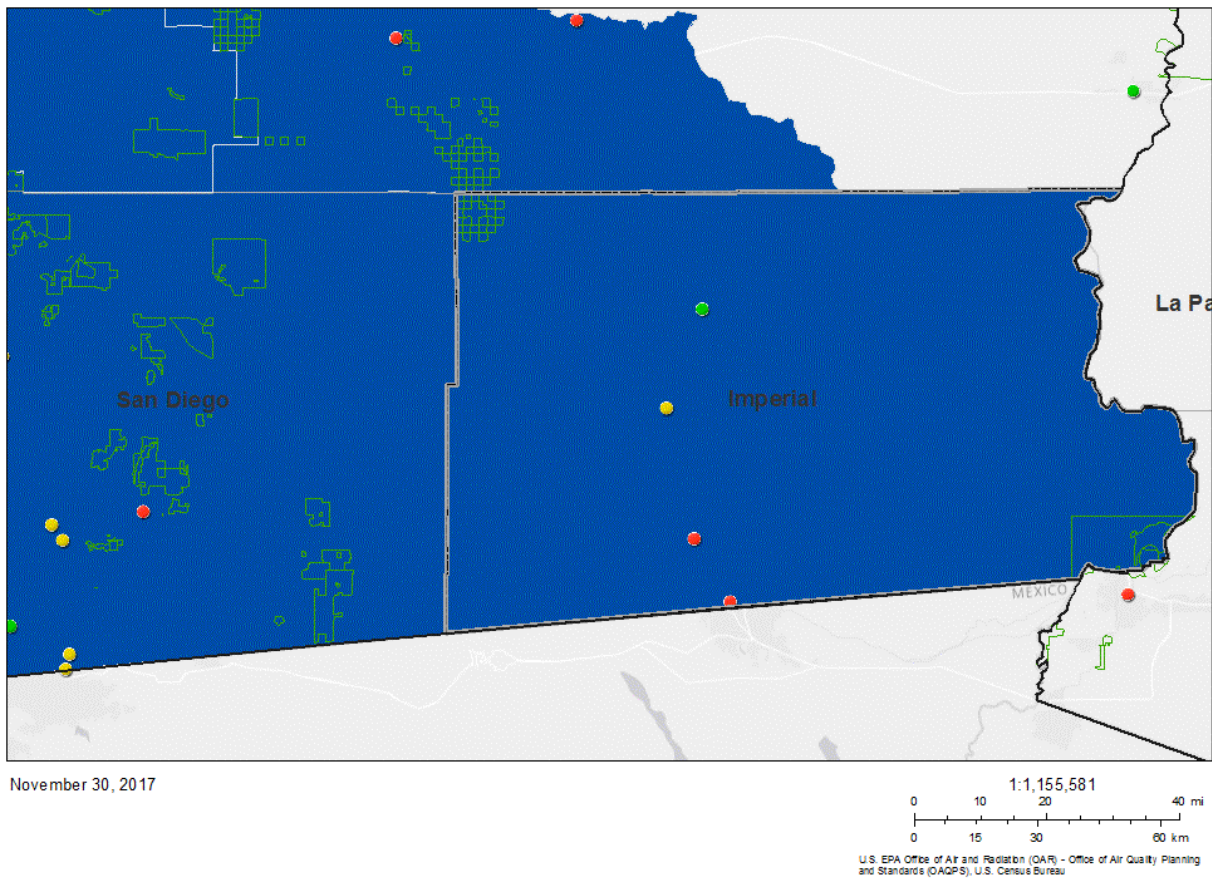 La Pa
San Diego
Imperial
MEXICO
November 30, 2017
1:1,155,581
0 10 20 40 mi
0 15 30 60 km
U.S. EPA Office of Air and Radiation (OAR) - Office of Air Quality Planning
and Standards (OAQPS), U.S. Census Bureau